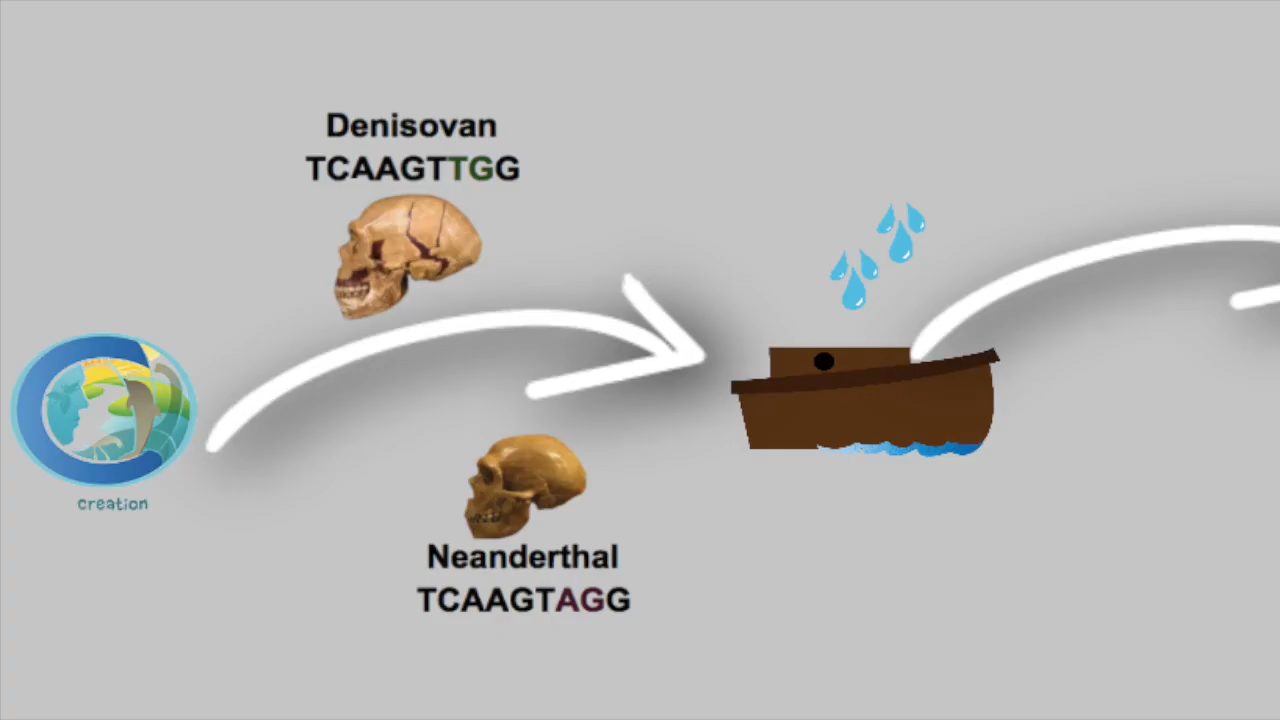 Denisovan
TCAAGTTGG
creation
Neanderthal
TCAAGTAGG